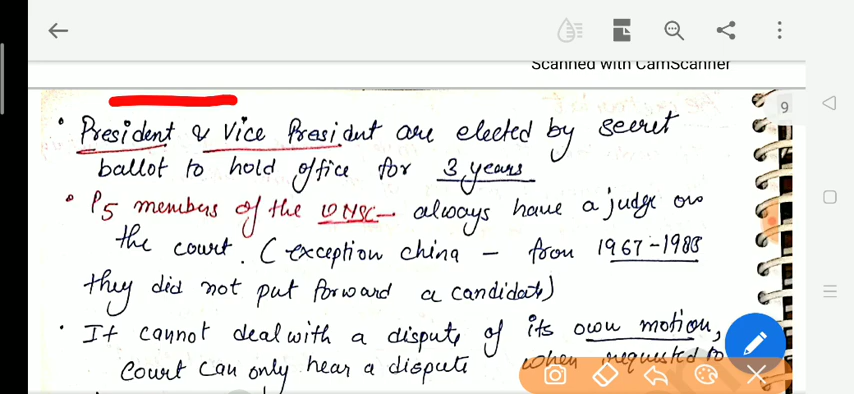 Scanned with CamScanner
9
• President & Vice President are elected by secret
ballot to hold office for 3 years
• P5 members of the UNSC - always have a judge on
the court. (exception china - from 1967-1985
they did not put forward a candidate)
• It cannot deal with a dispute of its own motion,
Court can only hear a dispute when requested to